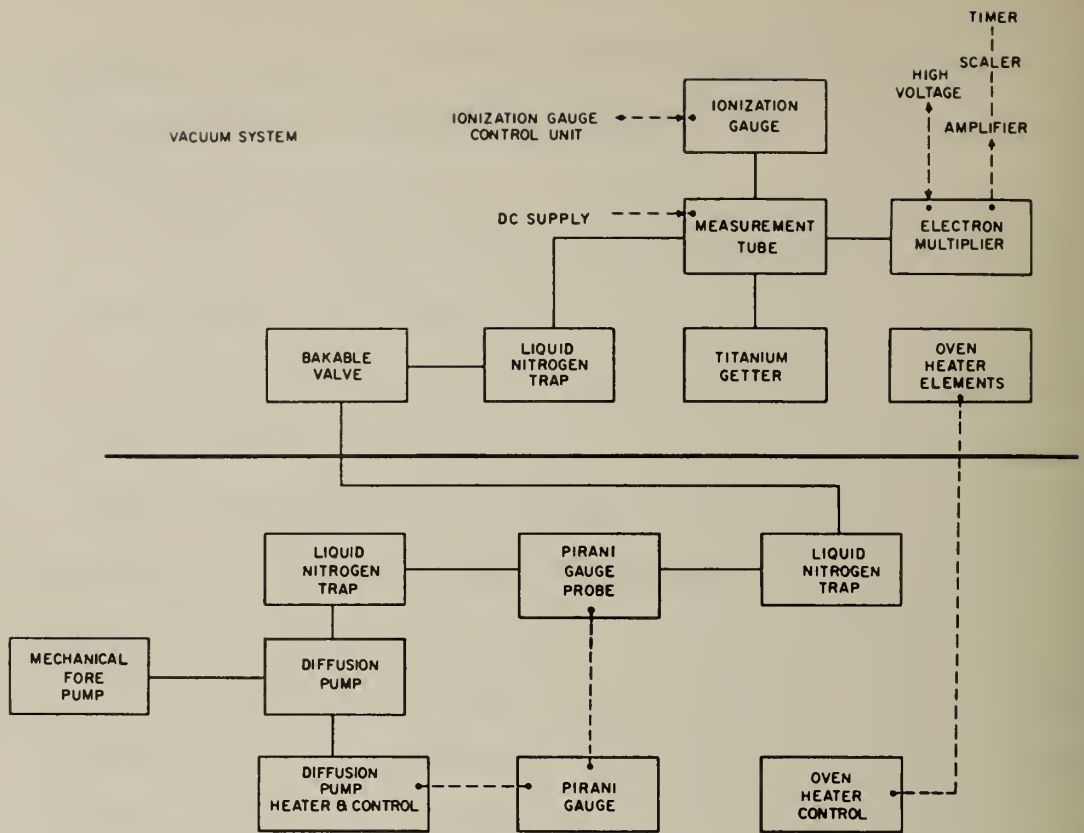 TIMER
SCALER
HIGH
VOLTAGE
AMPLIFIER
VACUUM SYSTEM
IONIZATION GAUGE
CONTROL UNIT
IONIZATION
GAUGE
DC SUPPLY
MEASUREMENT
TUBE
ELECTRON
MULTIPLIER
BAKABLE
VALVE
LIQUID
NITROGEN
TRAP
TITANIUM
GETTER
OVEN
HEATER
ELEMENTS
LIQUID
NITROGEN
TRAP
PIRANI
GAUGE
PROBE
LIQUID
NITROGEN
TRAP
MECHANICAL
FORE
PUMP
DIFFUSION
PUMP
DIFFUSION
PUMP
HEATER & CONTROL
PIRANI
GAUGE
OVEN
HEATER
CONTROL